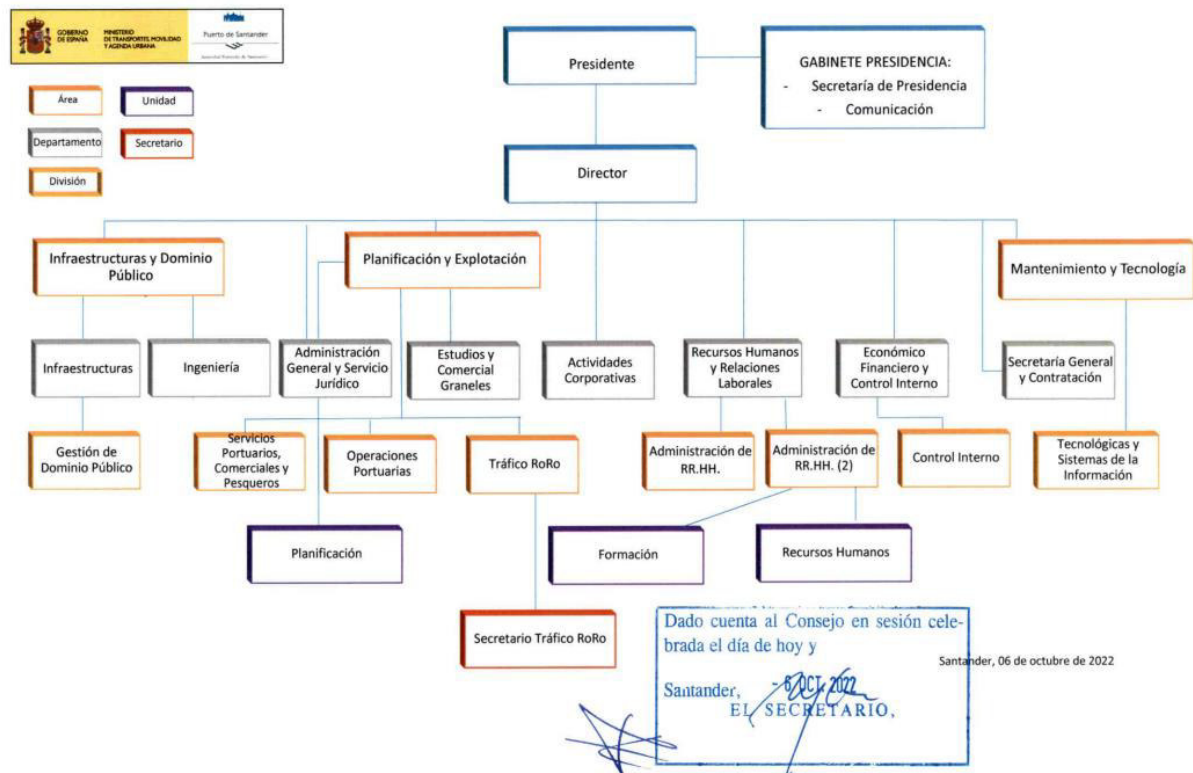 GOBIERNO
DE ESPAÑA
MINISTERIO
DE TRANSPORTES, MOVILIDAD
Y AGENDA URBANA
Puerto de Santander
Autoridad Portuaria de Santander
Área
Unidad
Departamento
Secretario
División
Presidente
GABINETE PRESIDENCIA:
- Secretaría de Presidencia
- Comunicación
Director
Infraestructuras y Dominio
Público
Planificación y Explotación
Mantenimiento y Tecnología
Infraestructuras
Ingeniería
Administración
General y Servicio
Jurídico
Estudios y
Comercial
Graneles
Actividades
Corporativas
Recursos Humanos
y Relaciones
Laborales
Económico
Financiero y
Control Interno
Secretaría General
y Contratación
Gestión de
Dominio Público
Servicios
Portuarios,
Comerciales y
Pesqueros
Operaciones
Portuarias
Tráfico RoRo
Administración de
RR.HH.
Administración de
RR.HH. (2)
Control Interno
Tecnológicas y
Sistemas de la
Información
Planificación
Formación
Recursos Humanos
Secretario Tráfico RoRo
Dado cuenta al Consejo en sesión cele-
brada el día de hoy y
Santander, - 6 OCT. 2022
EL SECRETARIO,
Santander, 06 de octubre de 2022